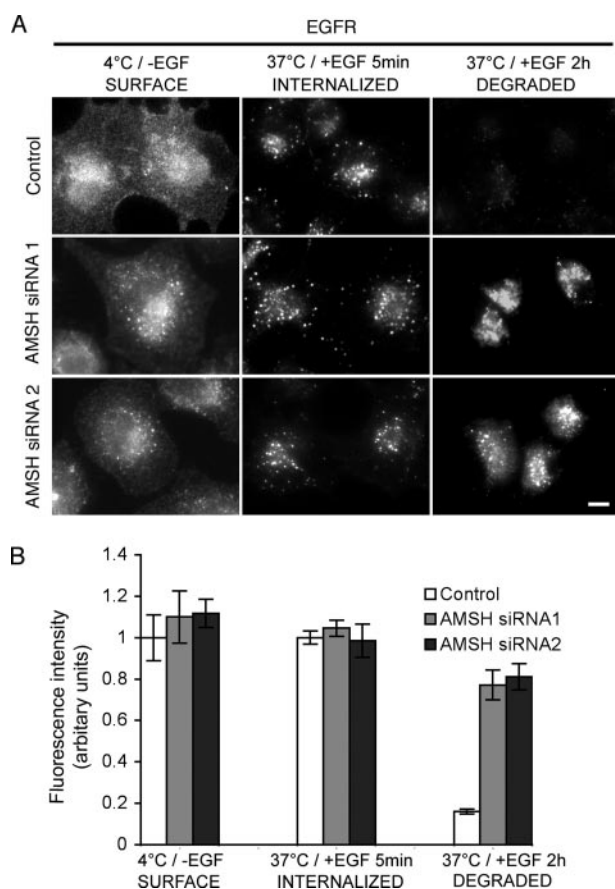 A
EGFR
4°C / -EGF
SURFACE
37°C / +EGF 5min
INTERNALIZED
37°C / +EGF 2h
DEGRADED
Control
AMSH siRNA 1
AMSH siRNA 2
B
Fluorescence intensity
(arbitary units)
1.4
1.2
1
0.8
0.6
0.4
0.2
0
Control
AMSH siRNA1
AMSH siRNA2
4°C / -EGF
SURFACE
37°C / +EGF 5min
INTERNALIZED
37°C / +EGF 2h
DEGRADED